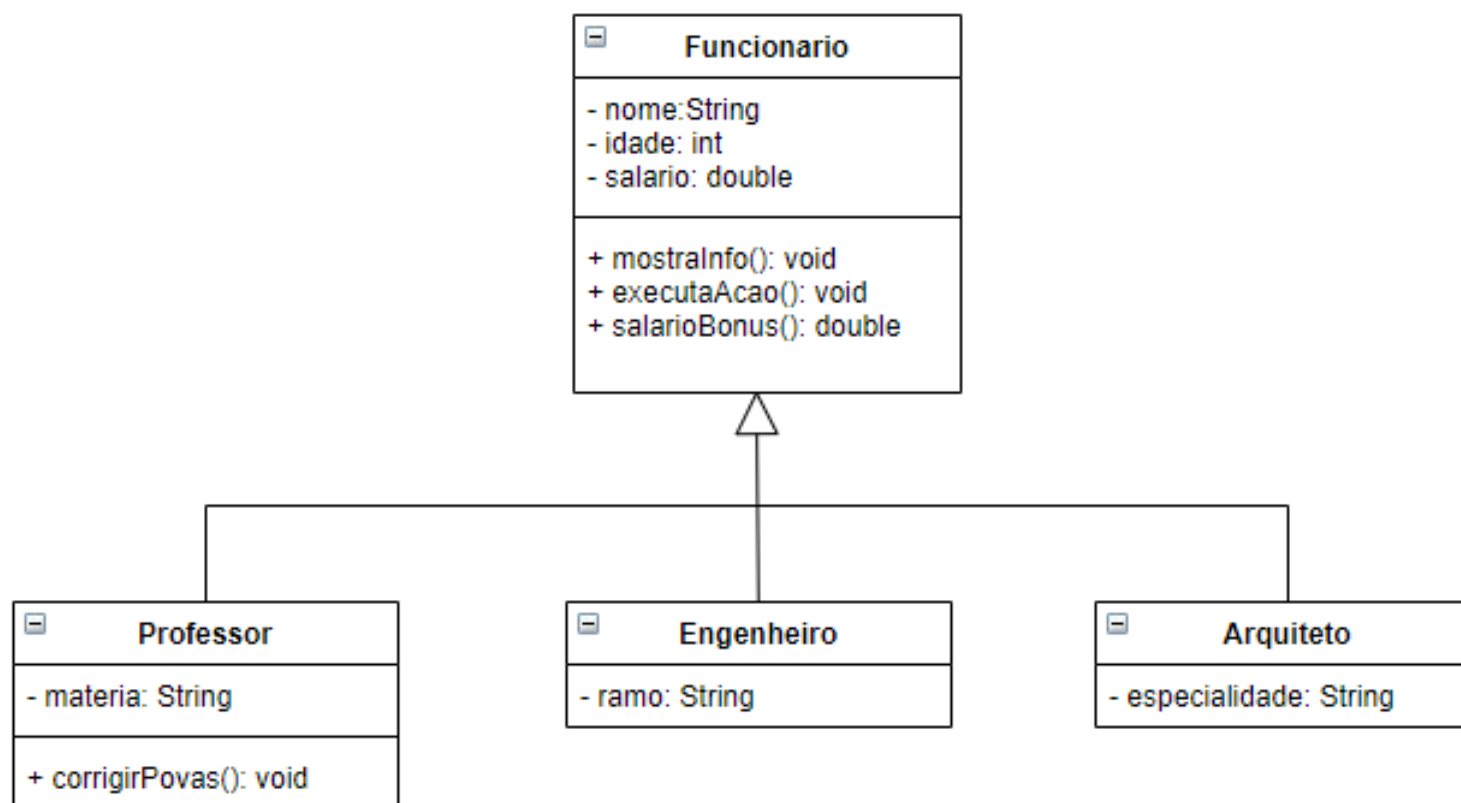 Funcionario
- nome:String
- idade: int
- salario: double
+ mostraInfo(): void
+ executaAcao(): void
+ salarioBonus(): double
Professor
- materia: String
+ corrigirPovas(): void
Engenheiro
- ramo: String
Arquiteto
- especialidade: String